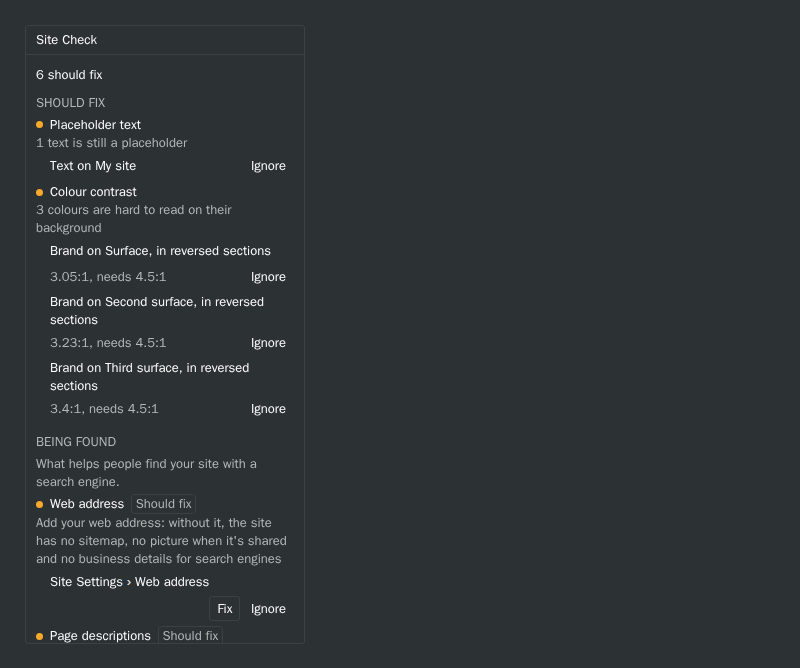 Site Check
6 should fix
SHOULD FIX
Placeholder text
1 text is still a placeholder
Text on My site Ignore
Colour contrast
3 colours are hard to read on their
background
Brand on Surface, in reversed sections
3.05:1, needs 4.5:1 Ignore
Brand on Second surface, in reversed
sections
3.23:1, needs 4.5:1 Ignore
Brand on Third surface, in reversed
sections
3.4:1, needs 4.5:1 Ignore
BEING FOUND
What helps people find your site with a
search engine.
Web address Should fix
Add your web address: without it, the site
has no sitemap, no picture when it's shared
and no business details for search engines
Site Settings › Web address
Fix Ignore
Page descriptions Should fix